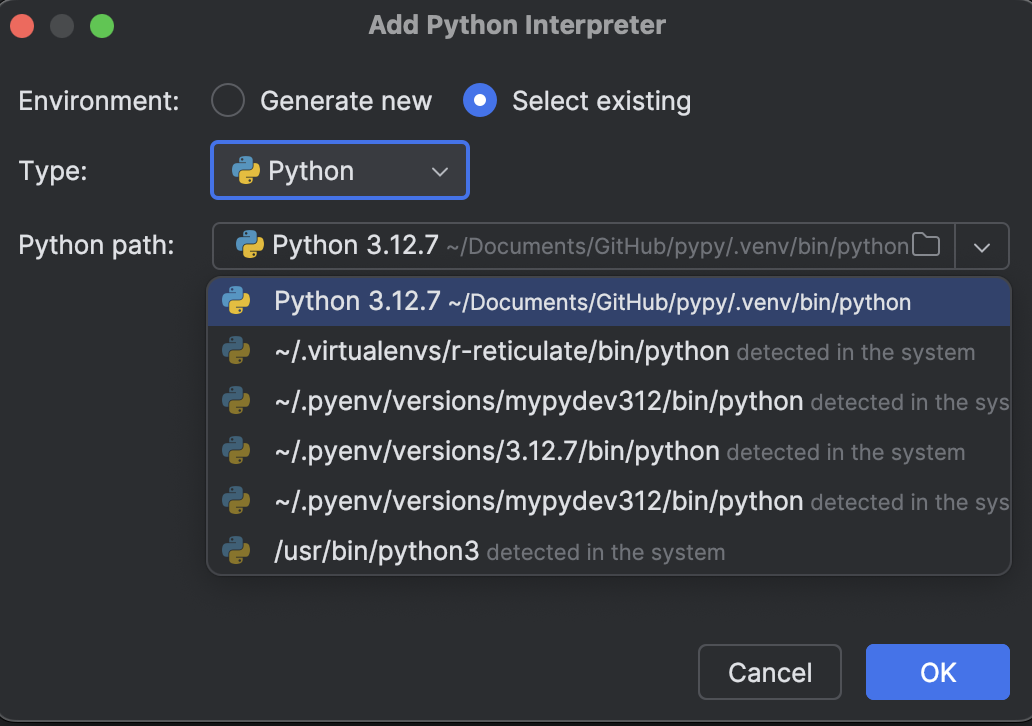 Add Python Interpreter
Environment: Generate new Select existing
Type: Python
Python path: Python 3.12.7 ~/Documents/GitHub/pypy/.venv/bin/python
Python 3.12.7 ~/Documents/GitHub/pypy/.venv/bin/python
~/.virtualenvs/r-reticulate/bin/python detected in the system
~/.pyenv/versions/mypydev312/bin/python detected in the sys
~/.pyenv/versions/3.12.7/bin/python detected in the system
~/.pyenv/versions/mypydev312/bin/python detected in the sys
/usr/bin/python3 detected in the system
Cancel OK